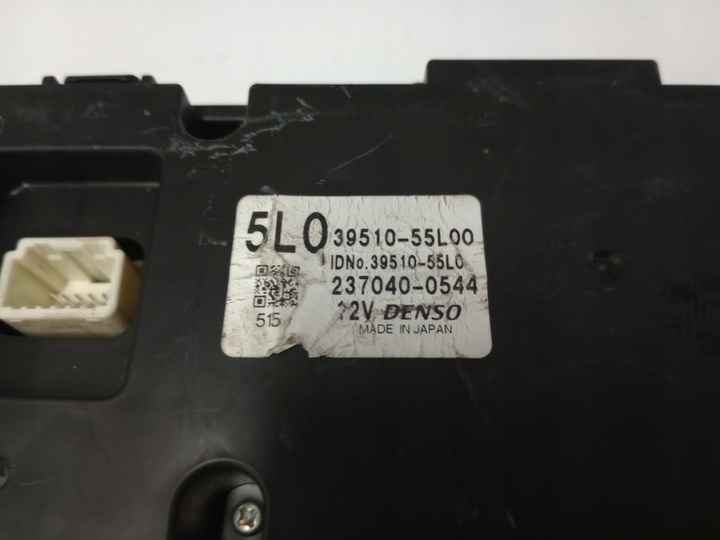 5L0 39510-55L00
IDNo.39510-55L0
237040-0544
515 12V DENSO
MADE IN JAPAN